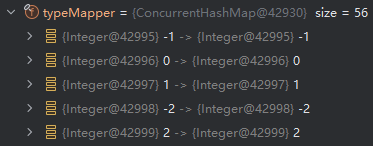 typeMapper = {ConcurrentHashMap@42930} size = 56
{Integer@42995} -1 -> {Integer@42995} -1
{Integer@42996} 0 -> {Integer@42996} 0
{Integer@42997} 1 -> {Integer@42997} 1
{Integer@42998} -2 -> {Integer@42998} -2
{Integer@42999} 2 -> {Integer@42999} 2